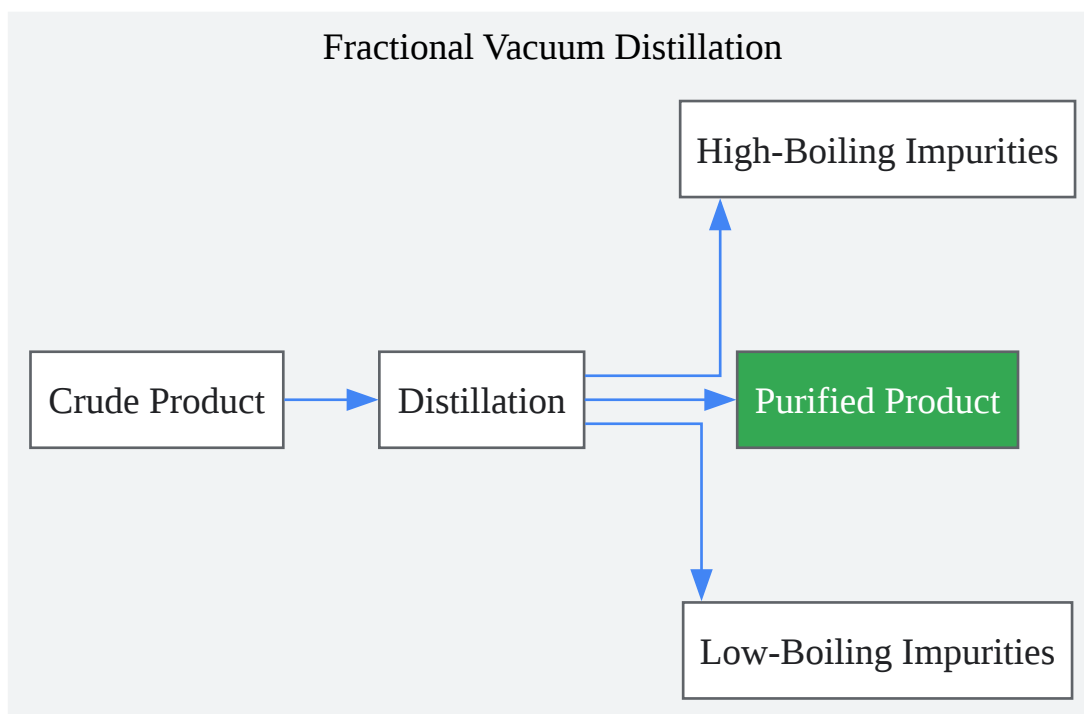 Fractional Vacuum Distillation
High-Boiling Impurities
Crude Product
Distillation
Purified Product
Low-Boiling Impurities